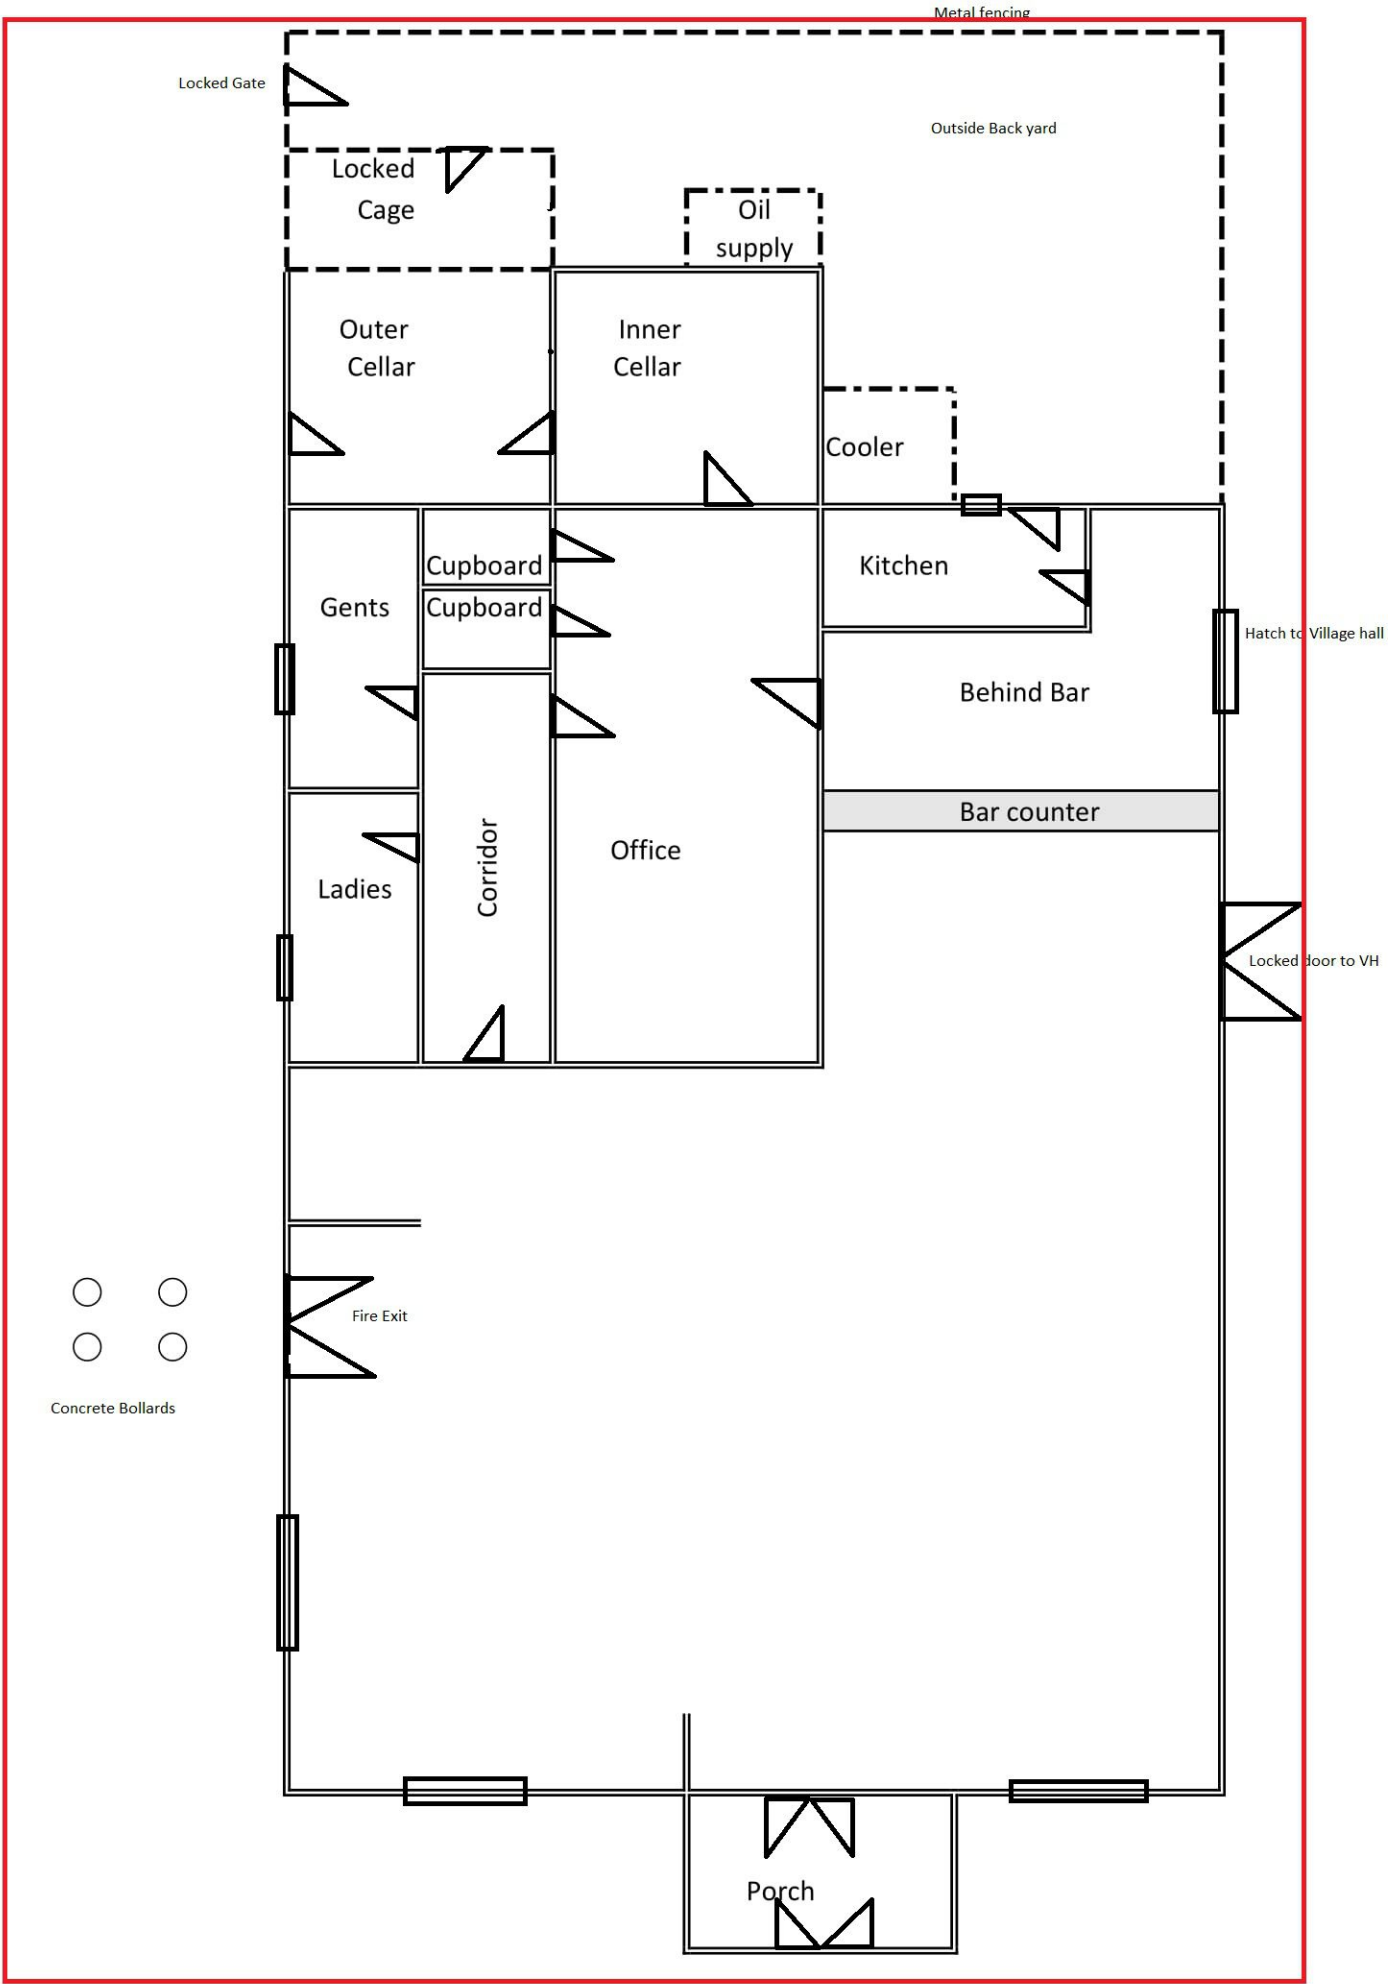 Metal fencing
Locked Gate
Outside Back yard
Locked
Cage
Oil
supply
Outer
Cellar
Inner
Cellar
Cooler
Cupboard
Kitchen
Gents
Cupboard
Hatch to Village hall
Behind Bar
Bar counter
Corridor
Office
Ladies
Locked door to VH
Fire Exit
Concrete Bollards
Porch